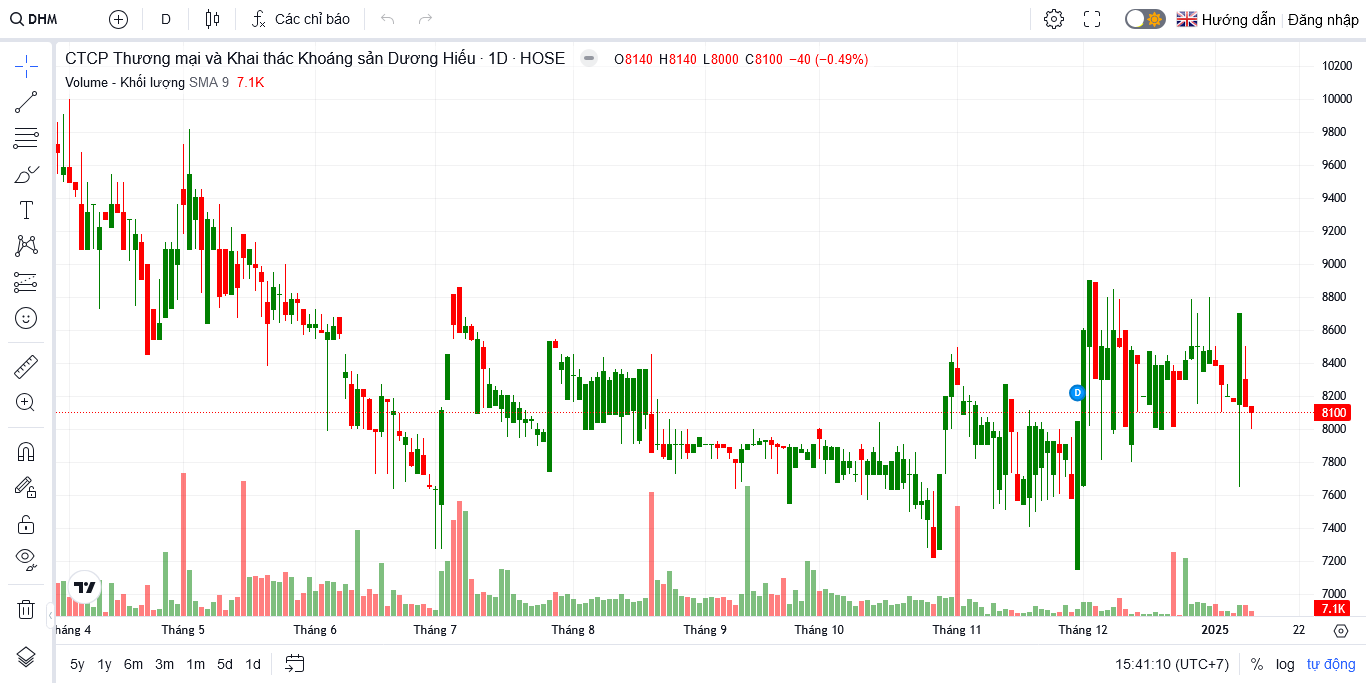 DHM D Các chỉ báo Hướng dẫn Đăng nhập
CTCP Thương mại và Khai thác Khoáng sản Dương Hiếu · 1D · HOSE O8140 H8140 L8000 C8100 −40 (−0.49%)
Volume - Khối lượng SMA 9 7.1K
10200
10000
9800
9600
9400
9200
9000
8800
8600
8400
8200
D
8100
8000
7800
7600
7400
7200
7000
7.1K
háng 4 Tháng 5 Tháng 6 Tháng 7 Tháng 8 Tháng 9 Tháng 10 Tháng 11 Tháng 12 2025 22
5y 1y 6m 3m 1m 5d 1d 15:41:10 (UTC+7) % log tự động